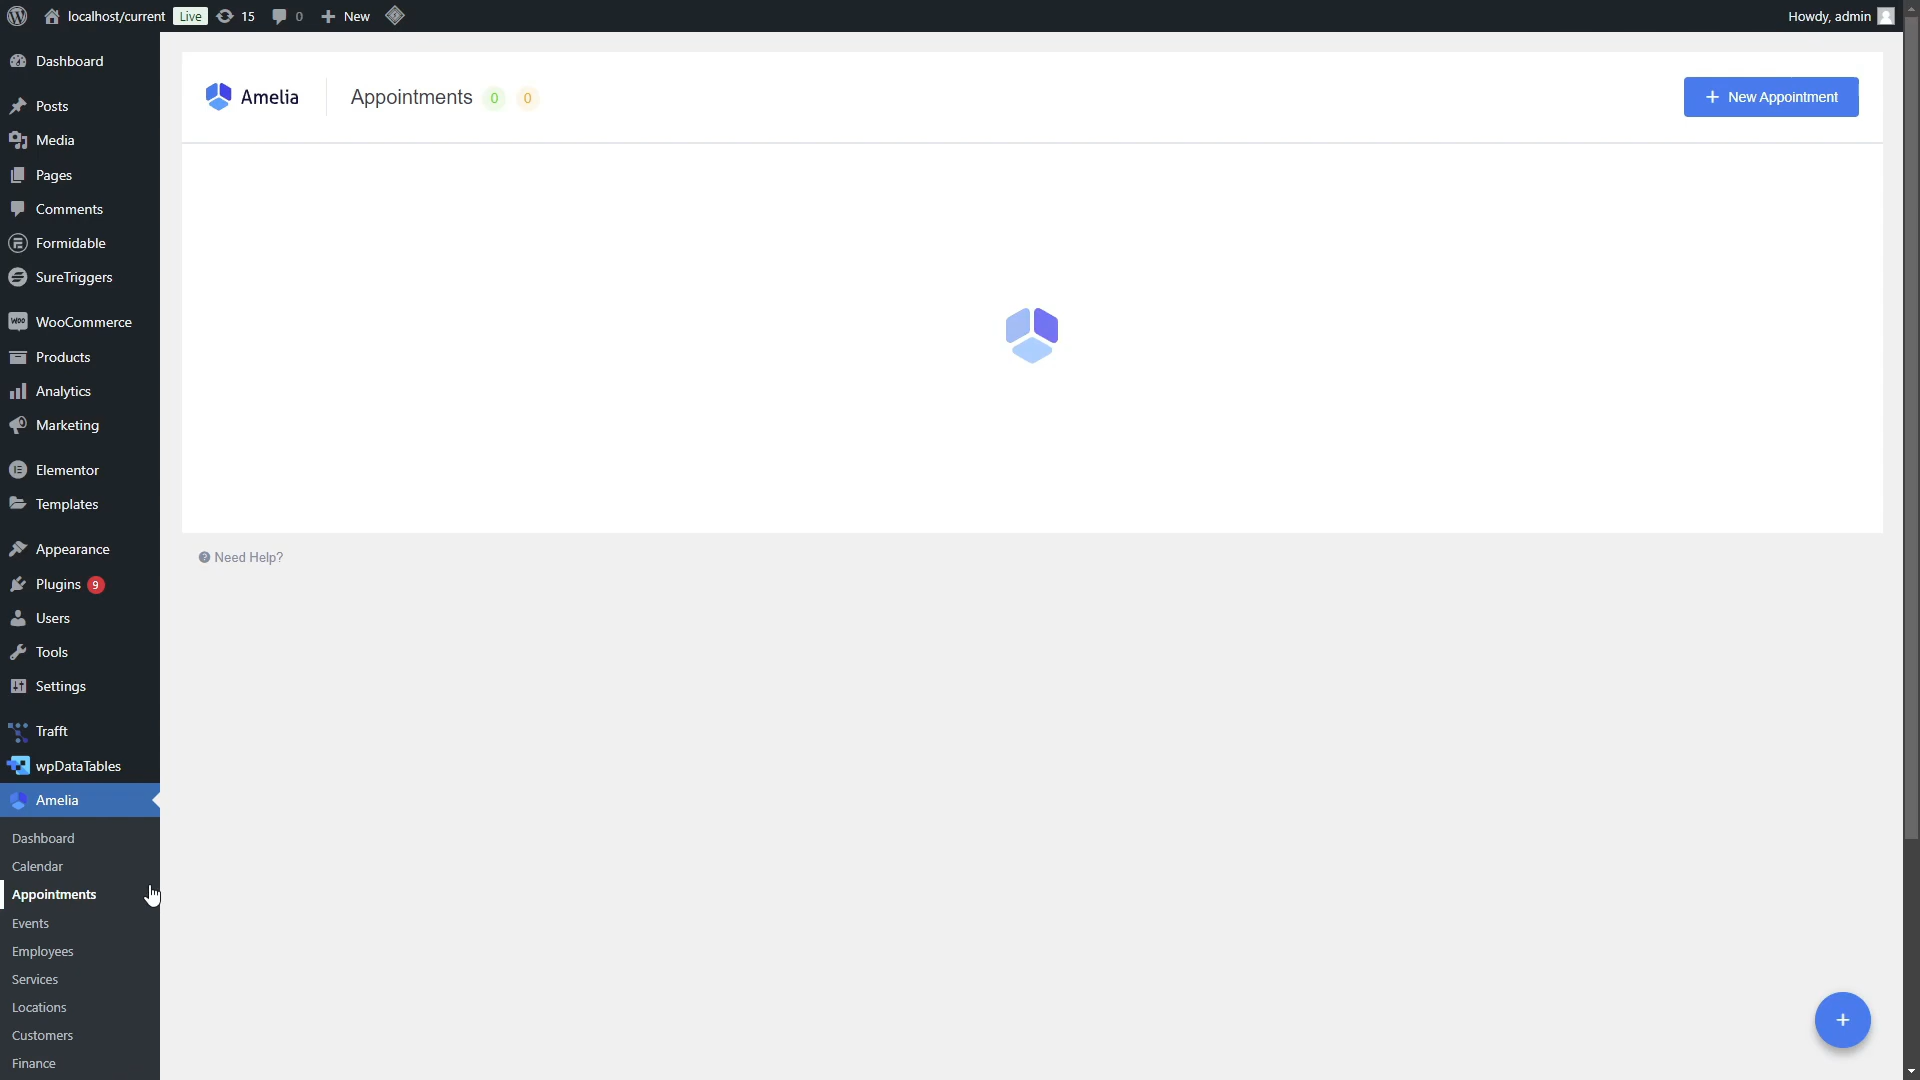 localhost/current Live 15 0 New
Howdy, admin
Dashboard
Posts
Media
Pages
Comments
Formidable
SureTriggers
WooCommerce
Products
Analytics
Marketing
Elementor
Templates
Appearance
Plugins 9
Users
Tools
Settings
Trafft
wpDataTables
Amelia
Dashboard
Calendar
Appointments
Events
Employees
Services
Locations
Customers
Finance
Amelia
Appointments 0 0
+ New Appointment
? Need Help?
+